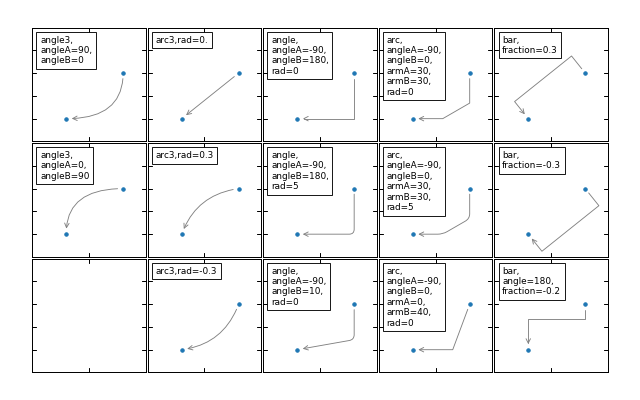 angle3,
angleA=90,
angleB=0
arc3,rad=0.
angle,
angleA=-90,
angleB=180,
rad=0
arc,
angleA=-90,
angleB=0,
armA=30,
armB=30,
rad=0
bar,
fraction=0.3
angle3,
angleA=0,
angleB=90
arc3,rad=0.3
angle,
angleA=-90,
angleB=180,
rad=5
arc,
angleA=-90,
angleB=0,
armA=30,
armB=30,
rad=5
bar,
fraction=-0.3
arc3,rad=-0.3
angle,
angleA=-90,
angleB=10,
rad=0
arc,
angleA=-90,
angleB=0,
armA=0,
armB=40,
rad=0
bar,
angle=180,
fraction=-0.2